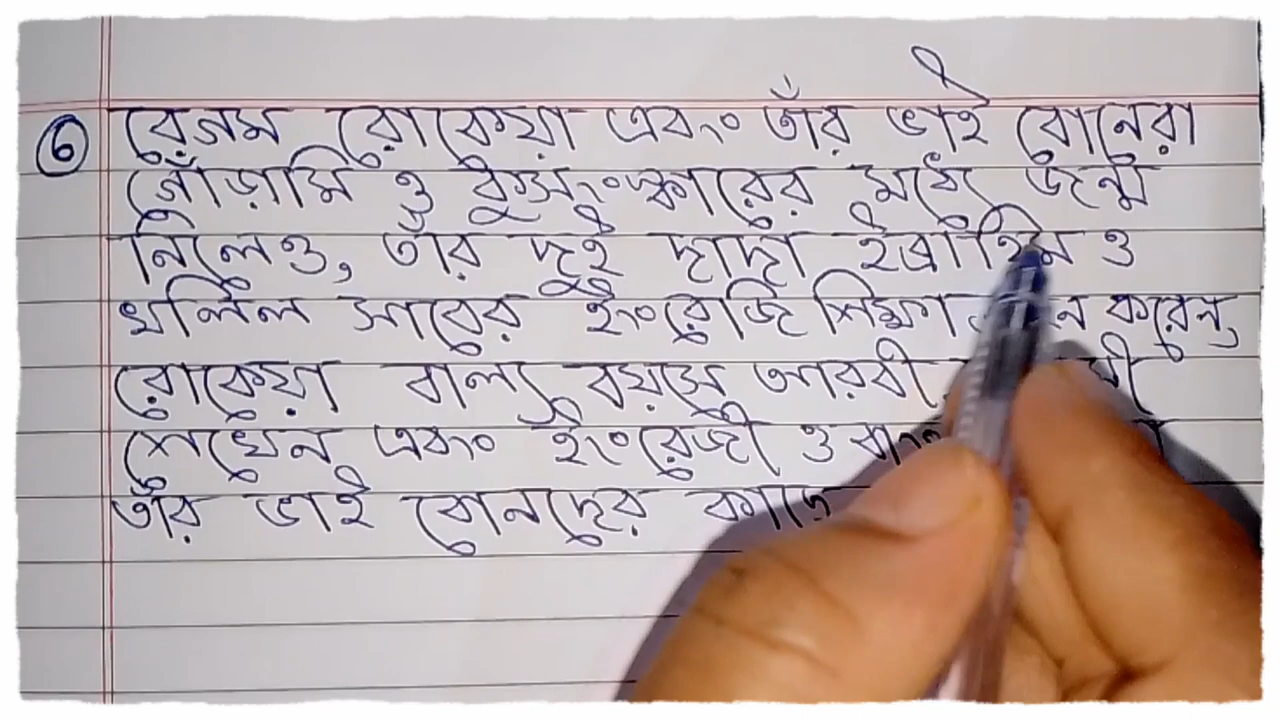 ৬ বেগম রোকেয়া এবং তাঁর ভাই বোনেরা
গোঁড়ামি ও কুসংস্কারের মধ্যে জন্ম
নিলেও, তাঁর দুই দাদা ইব্রাহিম ও
খলিল সাবের ইংরেজি শিক্ষা করেন,
রোকেয়া বাল্য বয়সে আরবী
শেখেন এবং ইংরেজী ও
তাঁর ভাই বোনদের কাছে